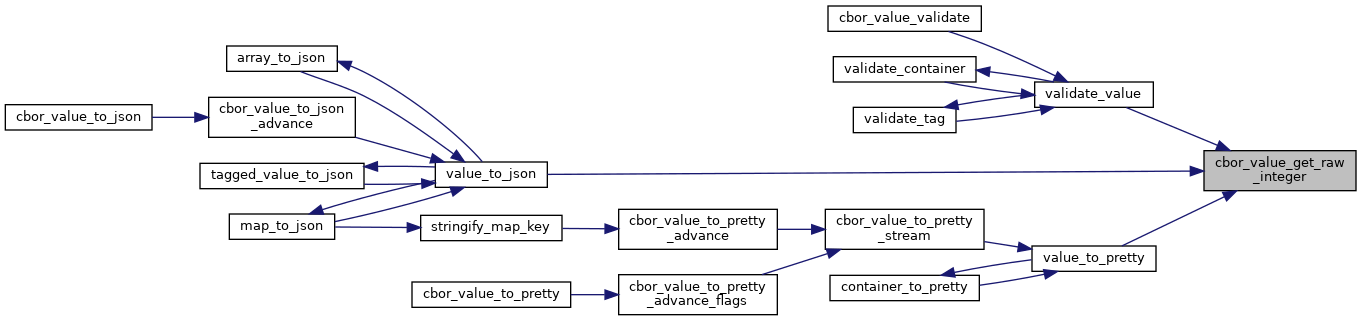 cbor_value_validate
array_to_json
validate_container
validate_value
cbor_value_to_json
_advance
cbor_value_to_json
validate_tag
cbor_value_get_raw
_integer
tagged_value_to_json
value_to_json
map_to_json
stringify_map_key
cbor_value_to_pretty
_advance
cbor_value_to_pretty
_stream
value_to_pretty
container_to_pretty
cbor_value_to_pretty
cbor_value_to_pretty
_advance_flags